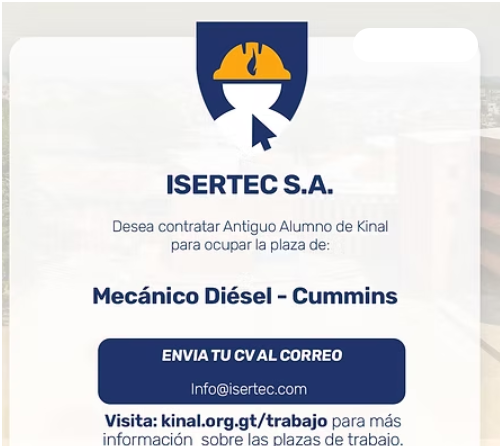 ISERTEC S.A.
Desea contratar Antiguo Alumno de Kinal
para ocupar la plaza de:
Mecánico Diésel - Cummins
ENVIA TU CV AL CORREO
Info@isertec.com
Visita: kinal.org.gt/trabajo para más
información sobre las plazas de trabajo.